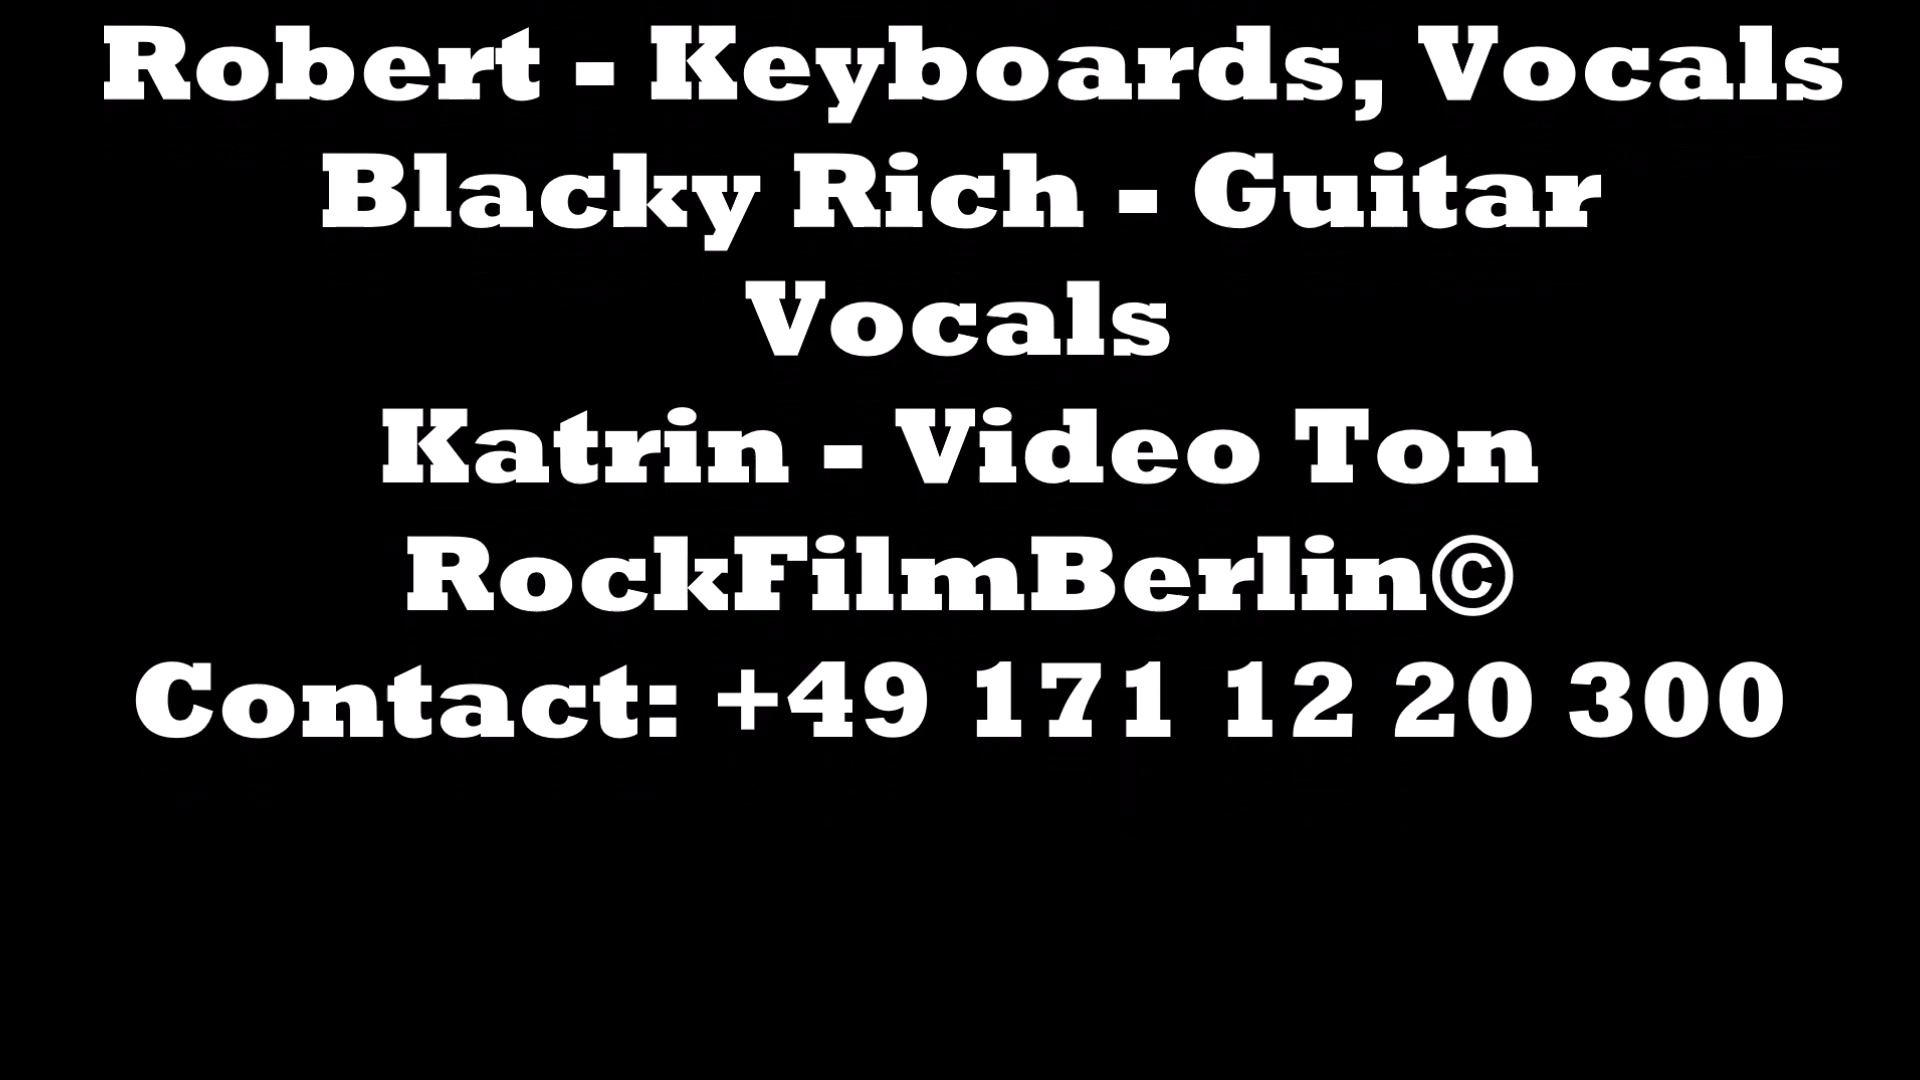 Robert - Keyboards, Vocals
Blacky Rich - Guitar
Vocals
Katrin - Video Ton
RockFilmBerlin©
Contact: +49 171 12 20 300